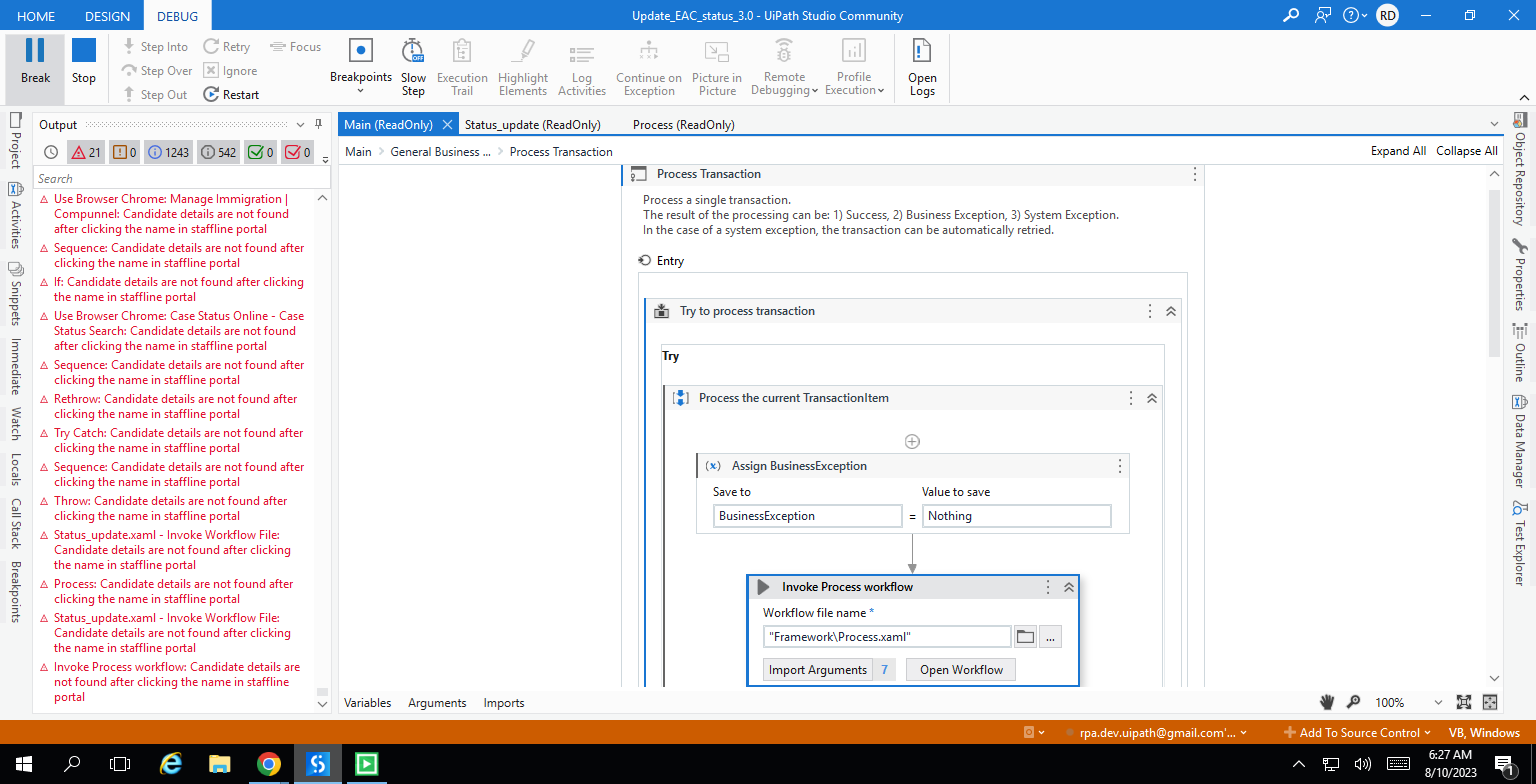 HOME DESIGN DEBUG
Update_EAC_status_3.0 - UiPath Studio Community
RD
Break
Stop
Step Into
Step Over
Step Out
Retry
Ignore
Restart
Focus
Breakpoints
Slow
Step
OFF
Execution
Trail
Highlight
Elements
Log
Activities
Continue on
Exception
Picture in
Picture
Remote
Debugging
Profile
Execution
Open
Logs
Project
Activities
Snippets
Immediate
Watch
Locals
Call Stack
Breakpoints
Output
21 0 1243 542 0 0
Search
Use Browser Chrome: Manage Immigration |
Compunnel: Candidate details are not found
after clicking the name in staffline portal
Sequence: Candidate details are not found after
clicking the name in staffline portal
If: Candidate details are not found after clicking
the name in staffline portal
Use Browser Chrome: Case Status Online - Case
Status Search: Candidate details are not found
after clicking the name in staffline portal
Sequence: Candidate details are not found after
clicking the name in staffline portal
Rethrow: Candidate details are not found after
clicking the name in staffline portal
Try Catch: Candidate details are not found after
clicking the name in staffline portal
Sequence: Candidate details are not found after
clicking the name in staffline portal
Throw: Candidate details are not found after
clicking the name in staffline portal
Status_update.xaml - Invoke Workflow File:
Candidate details are not found after clicking
the name in staffline portal
Process: Candidate details are not found after
clicking the name in staffline portal
Status_update.xaml - Invoke Workflow File:
Candidate details are not found after clicking
the name in staffline portal
Invoke Process workflow: Candidate details are
not found after clicking the name in staffline
portal
Main (ReadOnly) Status_update (ReadOnly) Process (ReadOnly)
Main General Business ... Process Transaction
Expand All Collapse All
Process Transaction
Process a single transaction.
The result of the processing can be: 1) Success, 2) Business Exception, 3) System Exception.
In the case of a system exception, the transaction can be automatically retried.
Entry
Try to process transaction
Try
Process the current TransactionItem
(x) Assign BusinessException
Save to Value to save
BusinessException = Nothing
Invoke Process workflow
Workflow file name *
"Framework\Process.xaml"
...
Import Arguments 7 Open Workflow
Variables Arguments Imports
100%
Object Repository
Properties
Outline
Data Manager
Test Explorer
rpa.dev.uipath@gmail.com'...
Add To Source Control
VB, Windows
6:27 AM
8/10/2023
1